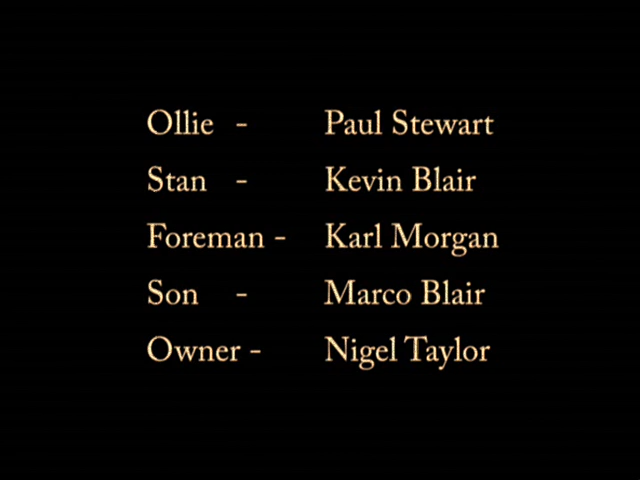 Ollie - Paul Stewart
Stan - Kevin Blair
Foreman - Karl Morgan
Son - Marco Blair
Owner - Nigel Taylor